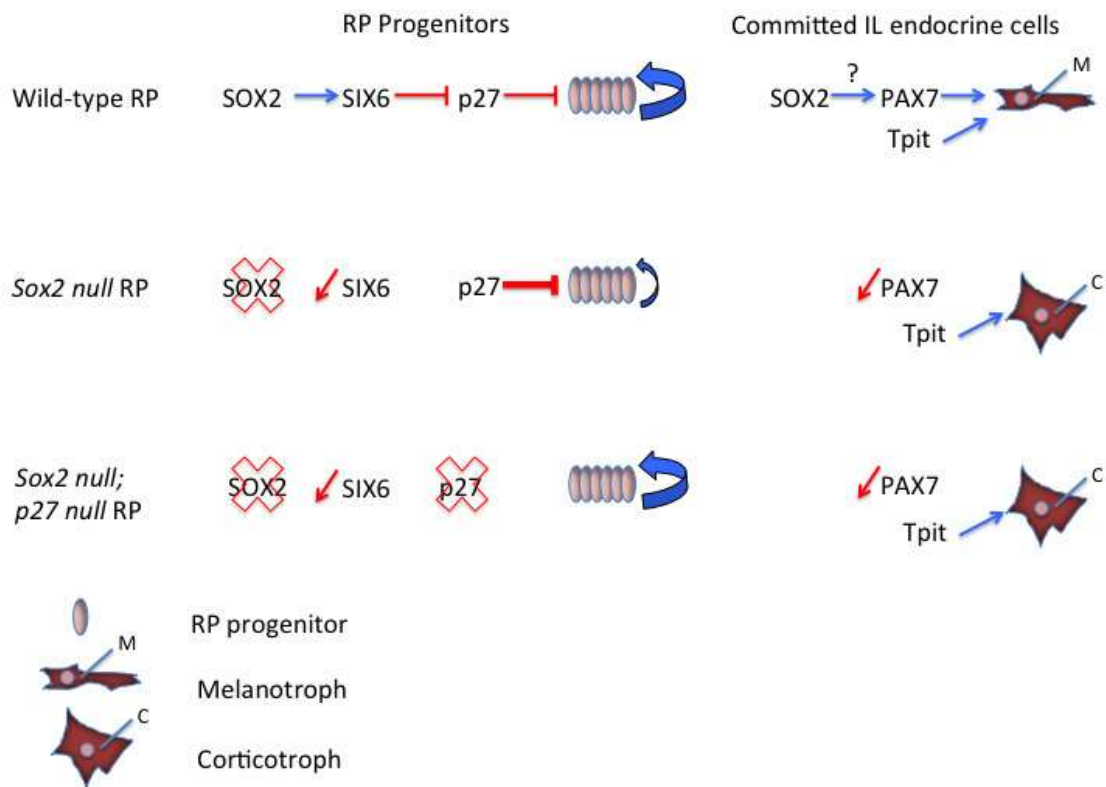 RP Progenitors
Committed IL endocrine cells
Wild-type RP
SOX2 SIX6 p27
SOX2 ? PAX7 M
Tpit
Sox2 null RP
SOX2 SIX6 p27
PAX7 C
Tpit
Sox2 null;
p27 null RP
SOX2 SIX6 p27
PAX7 C
Tpit
RP progenitor
M
Melanotroph
C
Corticotroph